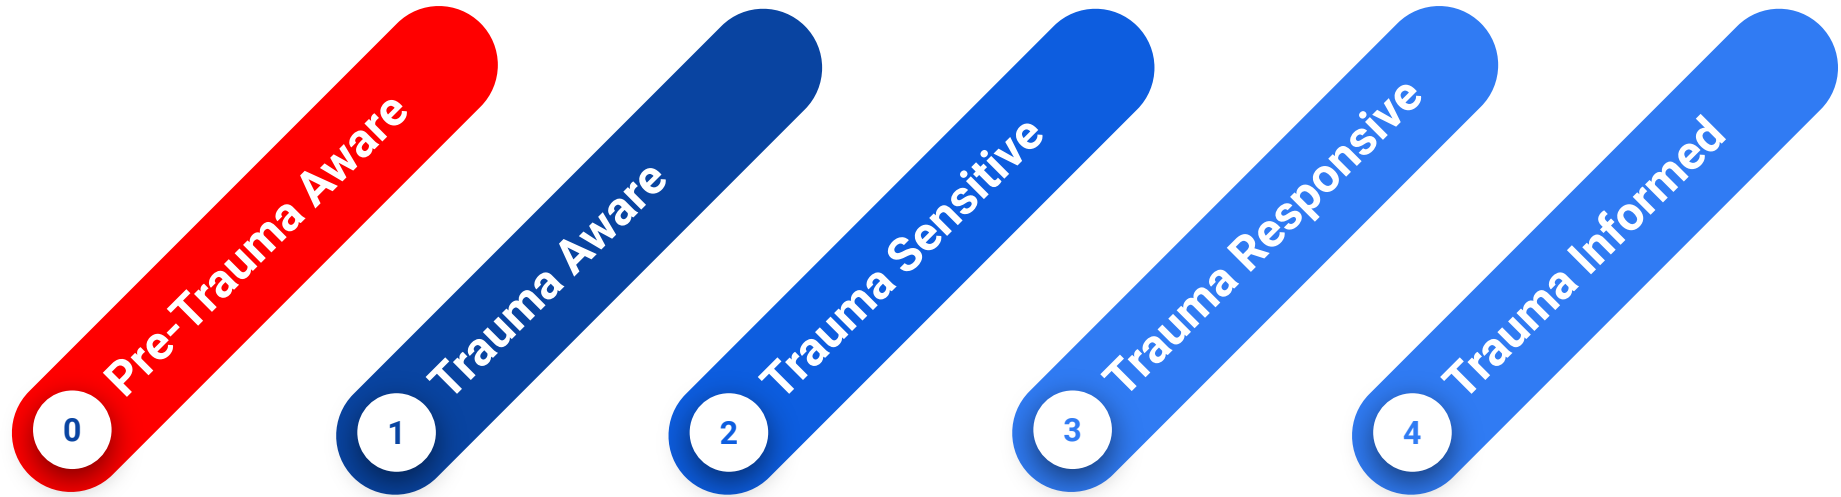 Pre-Trauma Aware
0
Trauma Aware
1
Trauma Sensitive
2
Trauma Responsive
3
Trauma Informed
4